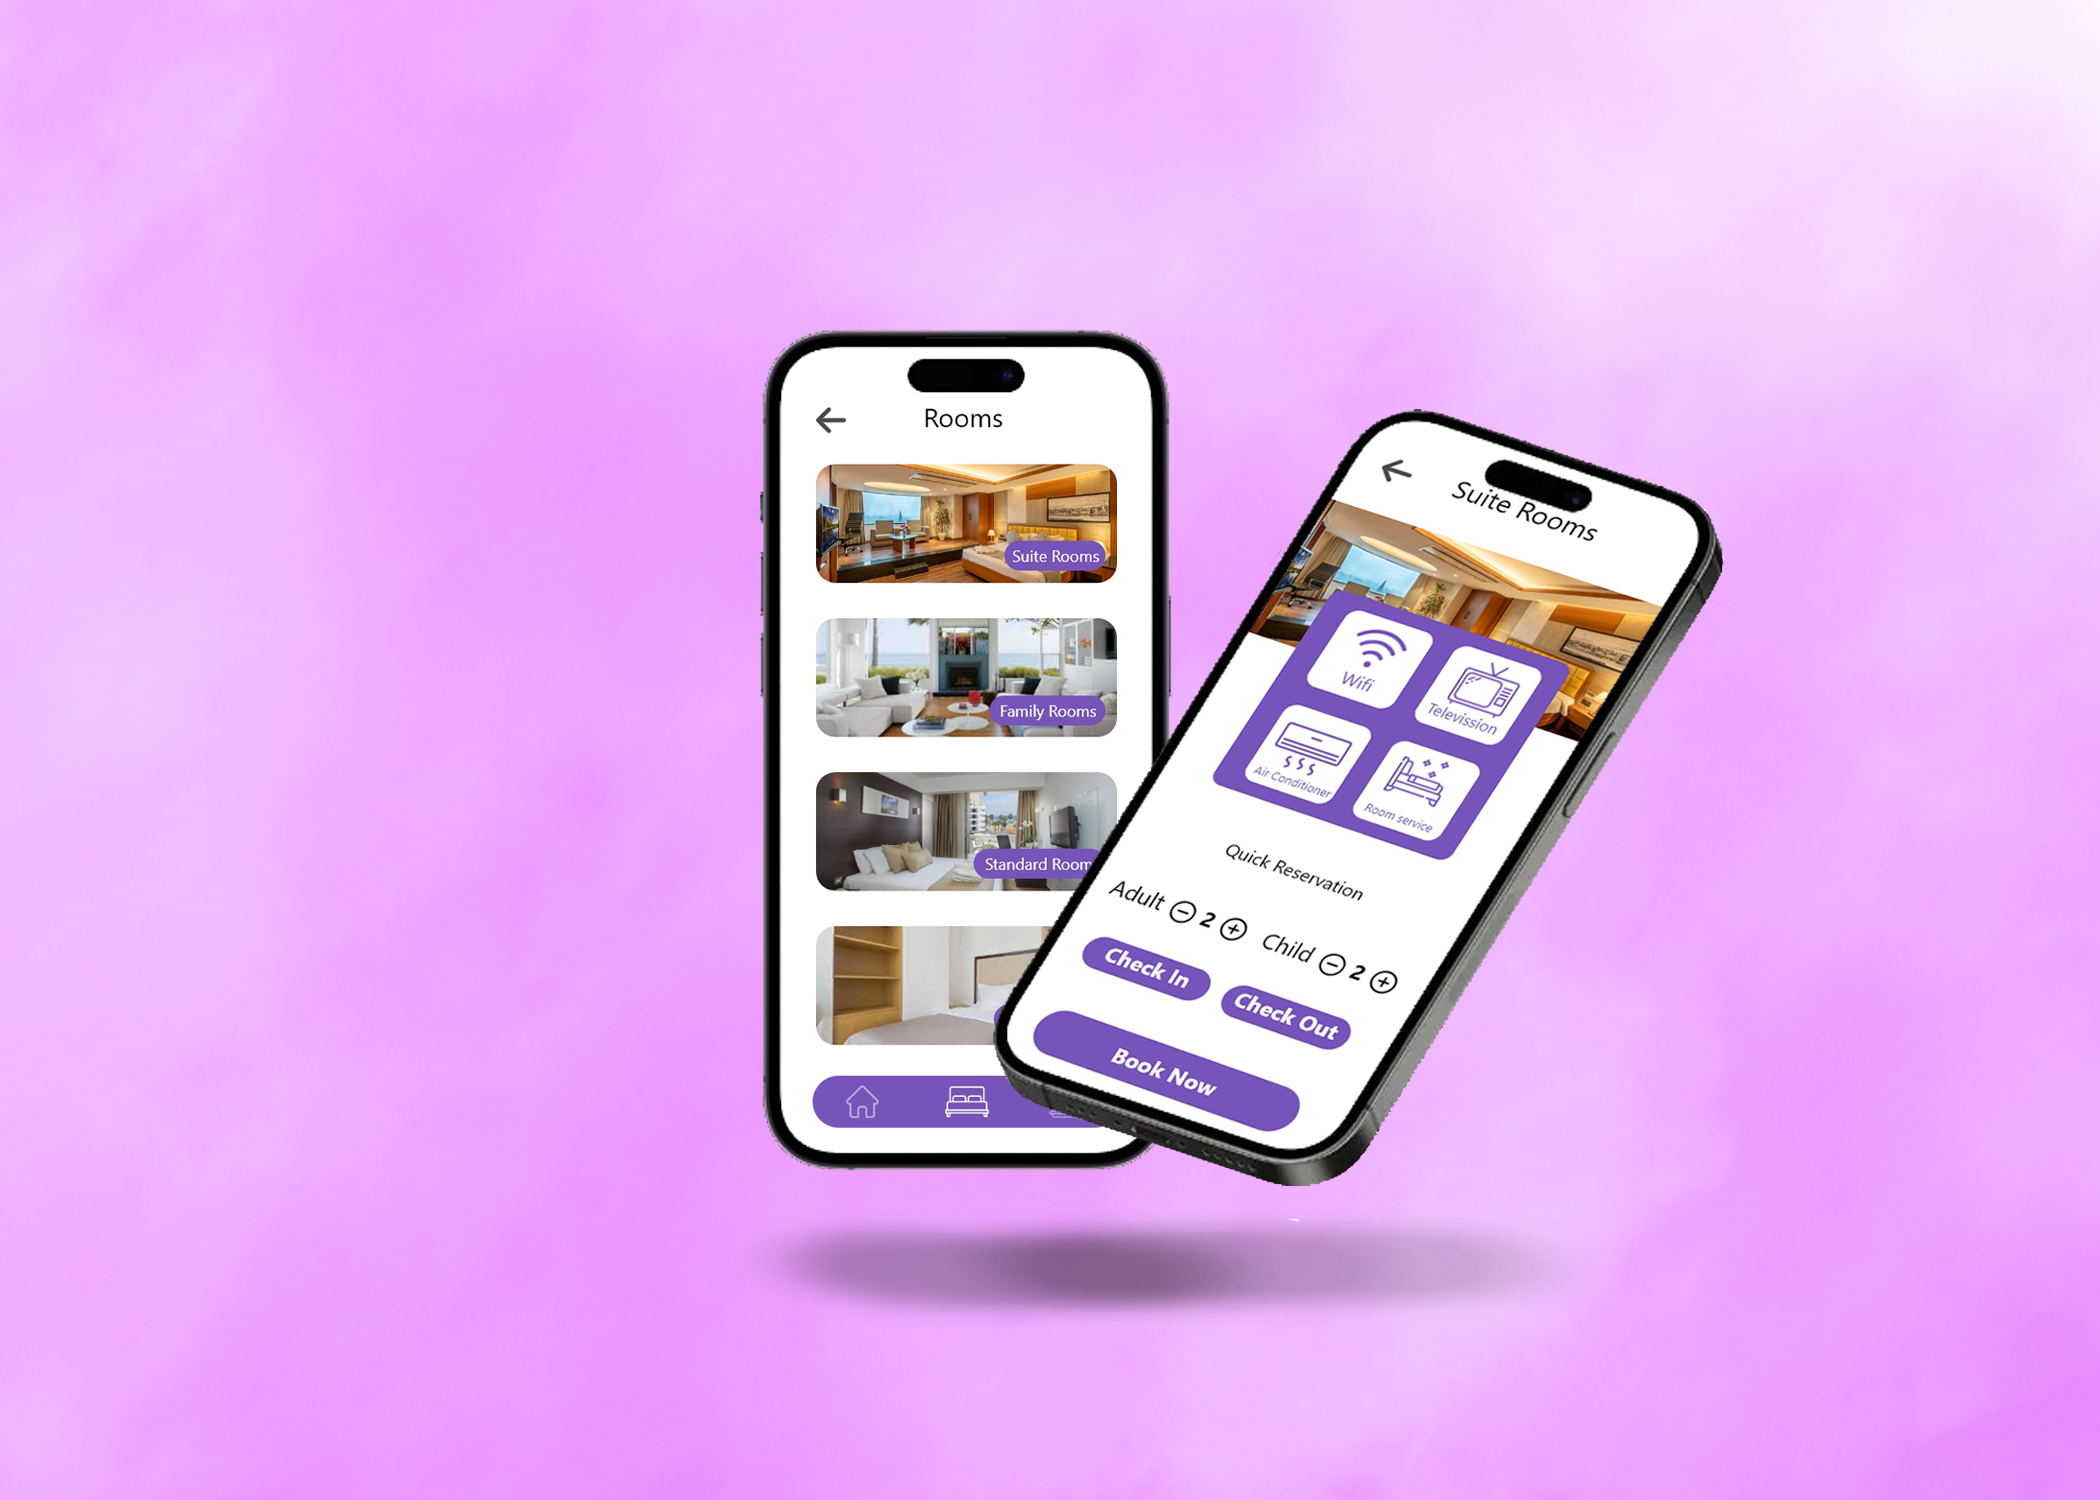 Rooms
Suite Rooms
Family Rooms
Standard Room
Suite Rooms
Wifi
Televission
Air Conditioner
Room service
Quick Reservation
Adult 2 Child 2
Check In
Check Out
Book Now